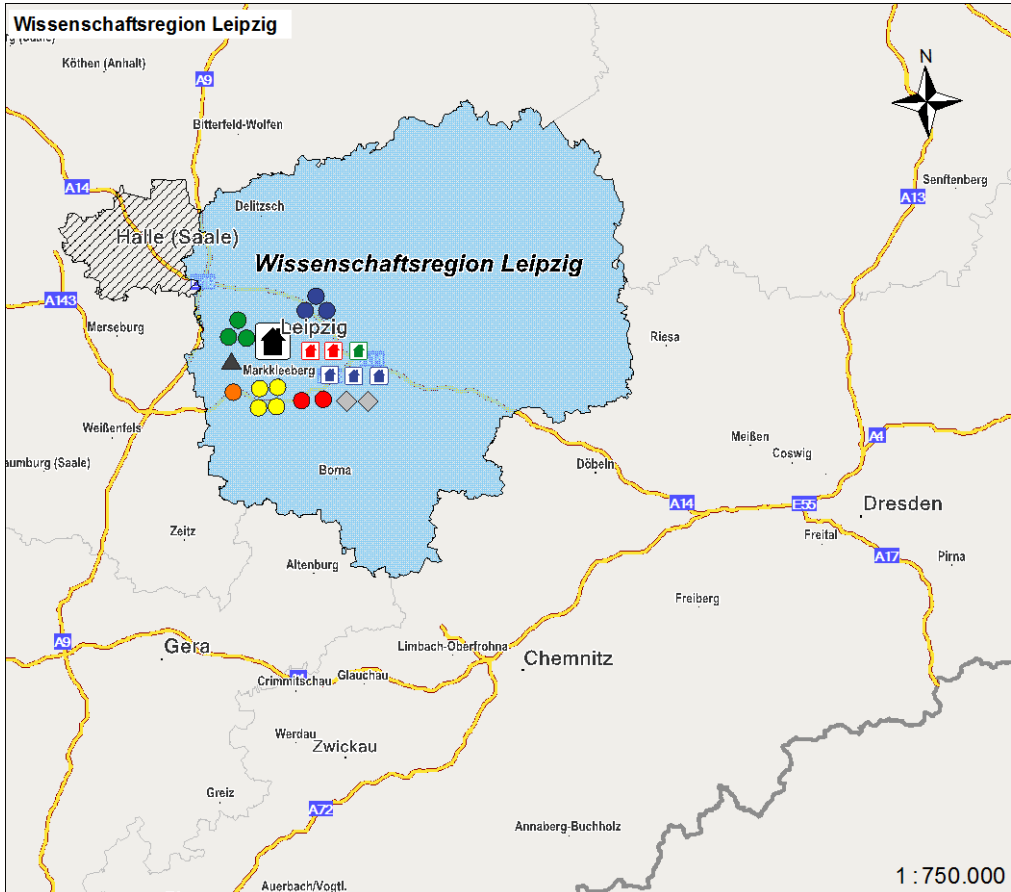 Wissenschaftsregion Leipzig
Köthen (Anhalt)
A9
N
Bitterfeld-Wolfen
A14
Senftenberg
A13
Delitzsch
Halle (Saale)
Wissenschaftsregion Leipzig
A143
Merseburg
Leipzig
Riesa
Markkleeberg
Weißenfels
Meißen
A4
Coswig
aumburg (Saale)
Borna
Döbeln
A14
E55
Dresden
Zeitz
Freital
A17
Pirna
Altenburg
Freiberg
A9
Gera
Limbach-Oberfrohna
Chemnitz
Crimmitschau
Glauchau
Werdau
Zwickau
Greiz
A72
Annaberg-Buchholz
1 : 750.000
Auerbach/Vogtl.